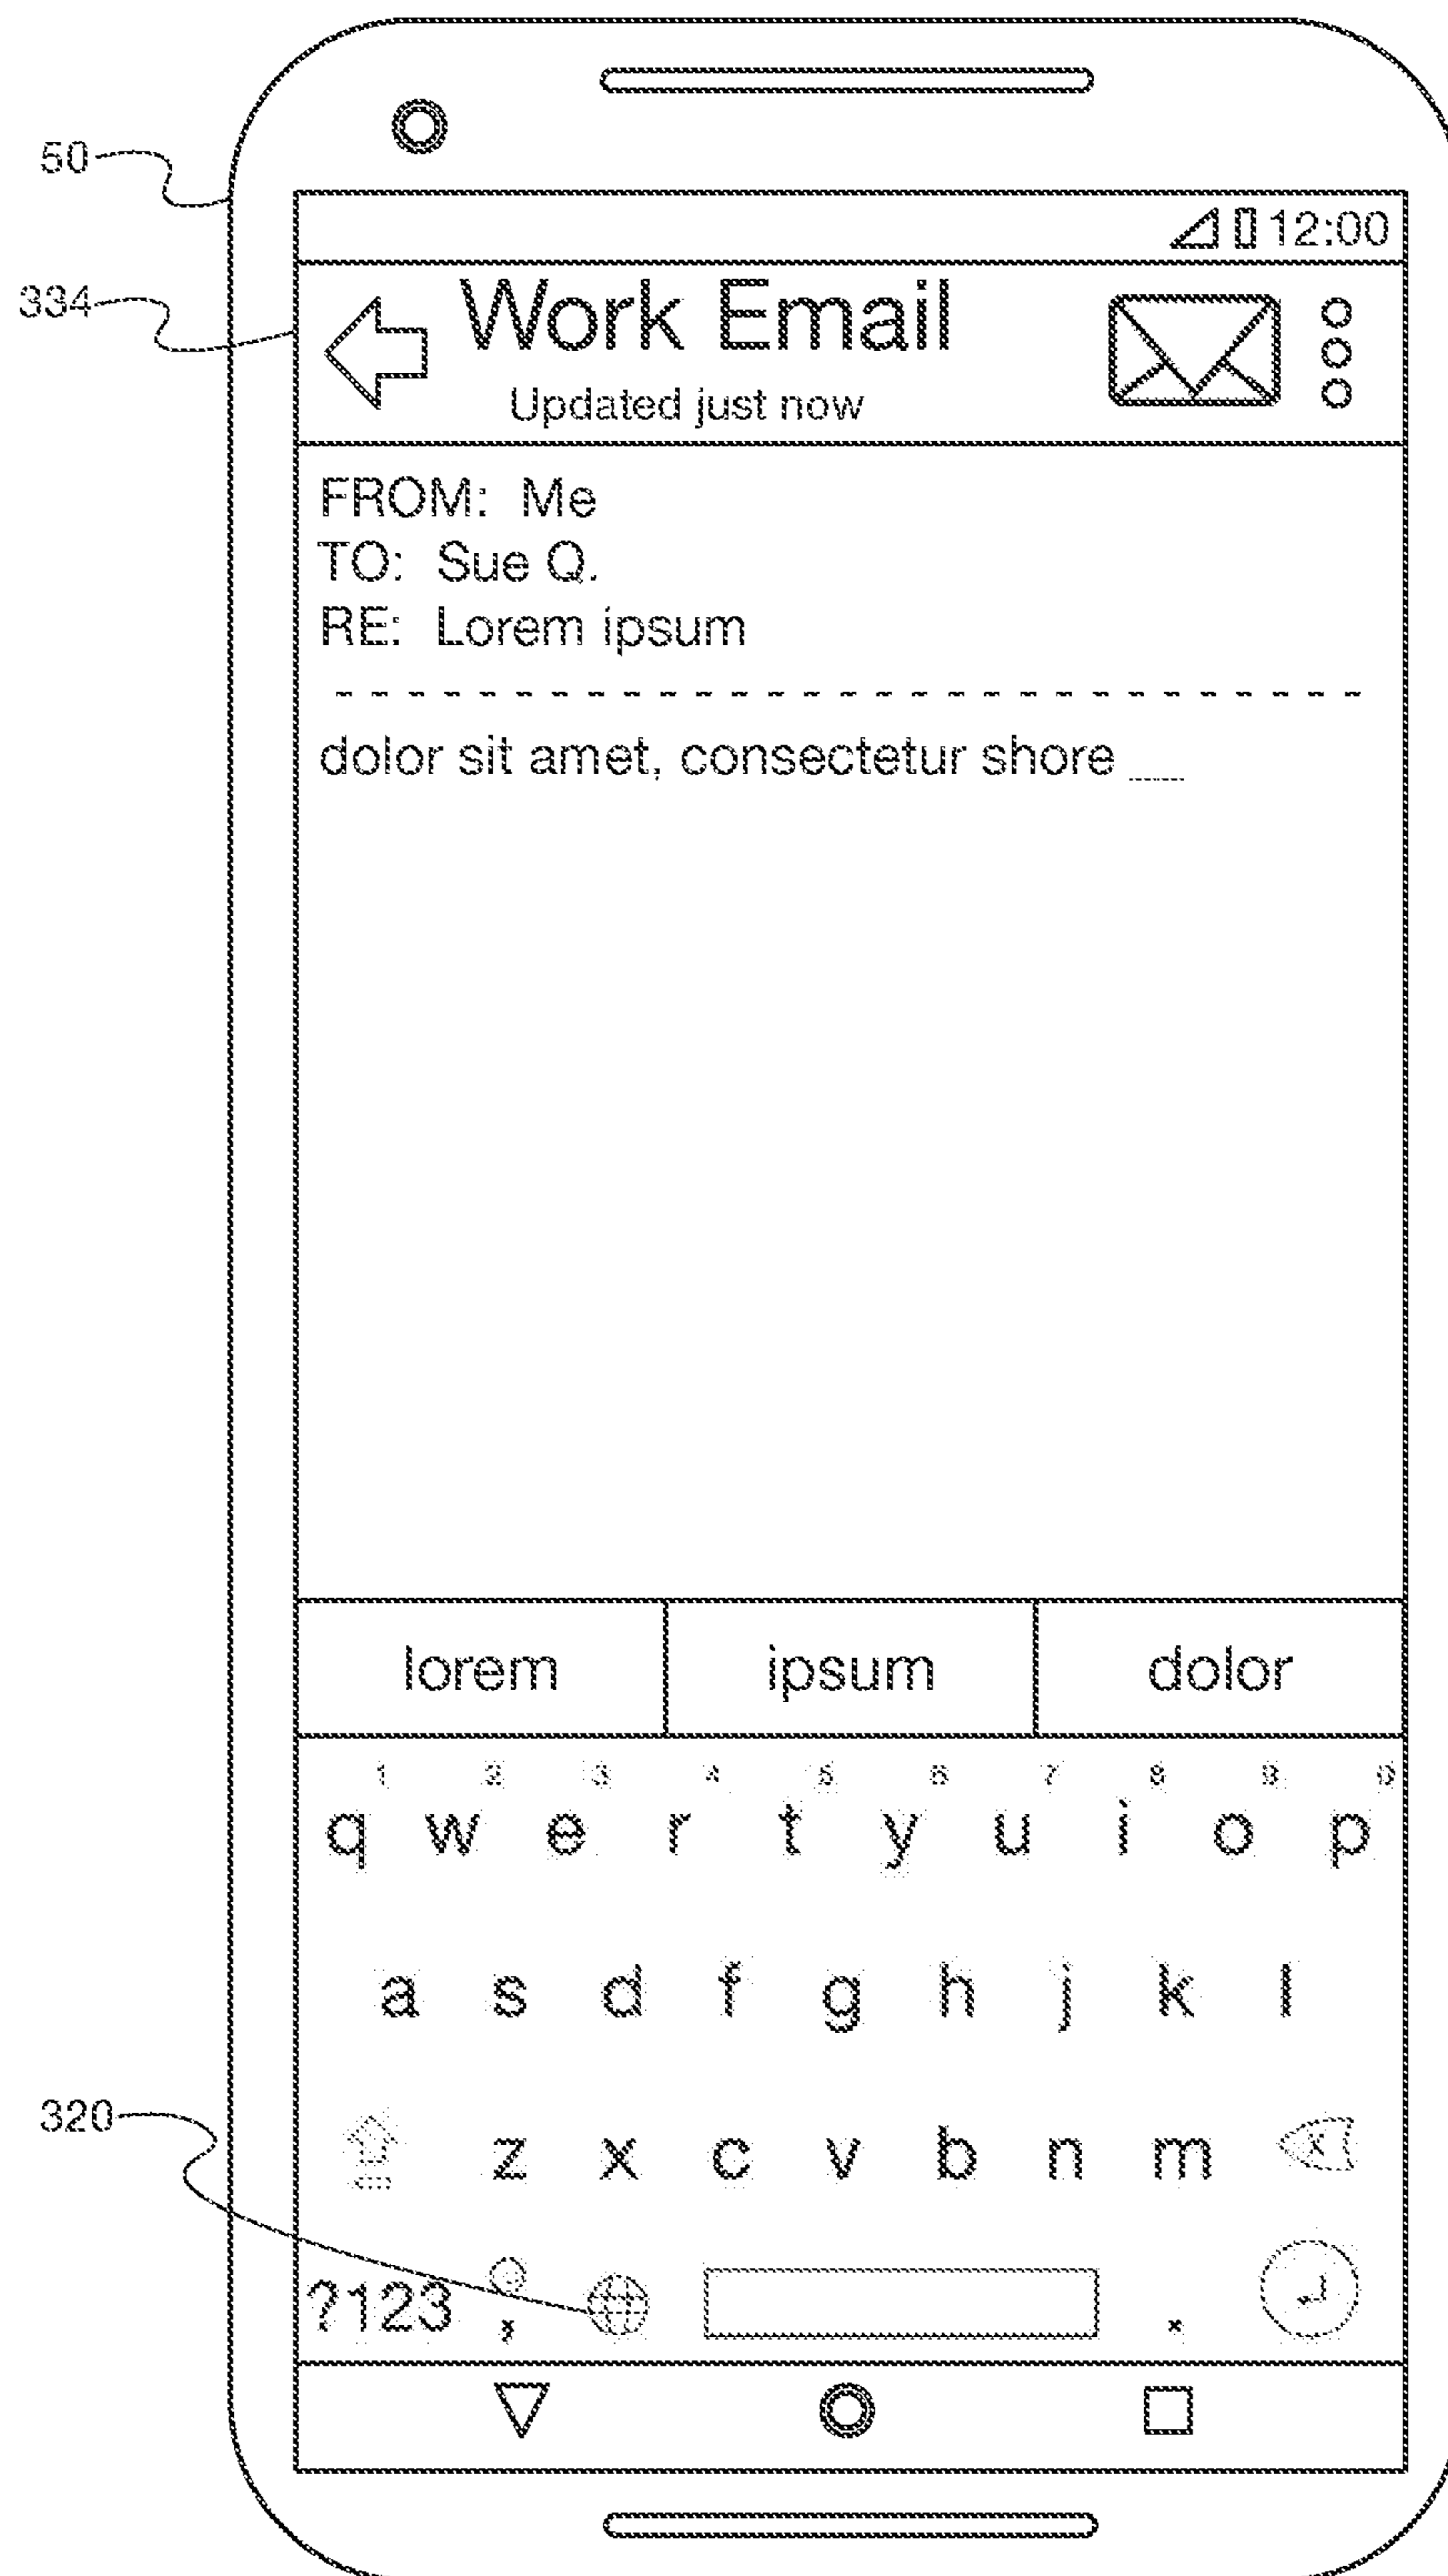 50
12:00
334
Work Email
Updated just now
FROM: Me
TO: Sue Q.
RE: Lorem ipsum
dolor sit amet, consectetur shore __
lorem ipsum dolor
1 2 3 4 5 6 7 8 9 0
q w e r t y u i o p
a s d f g h j k l
320
z x c v b n m x
?123 , .